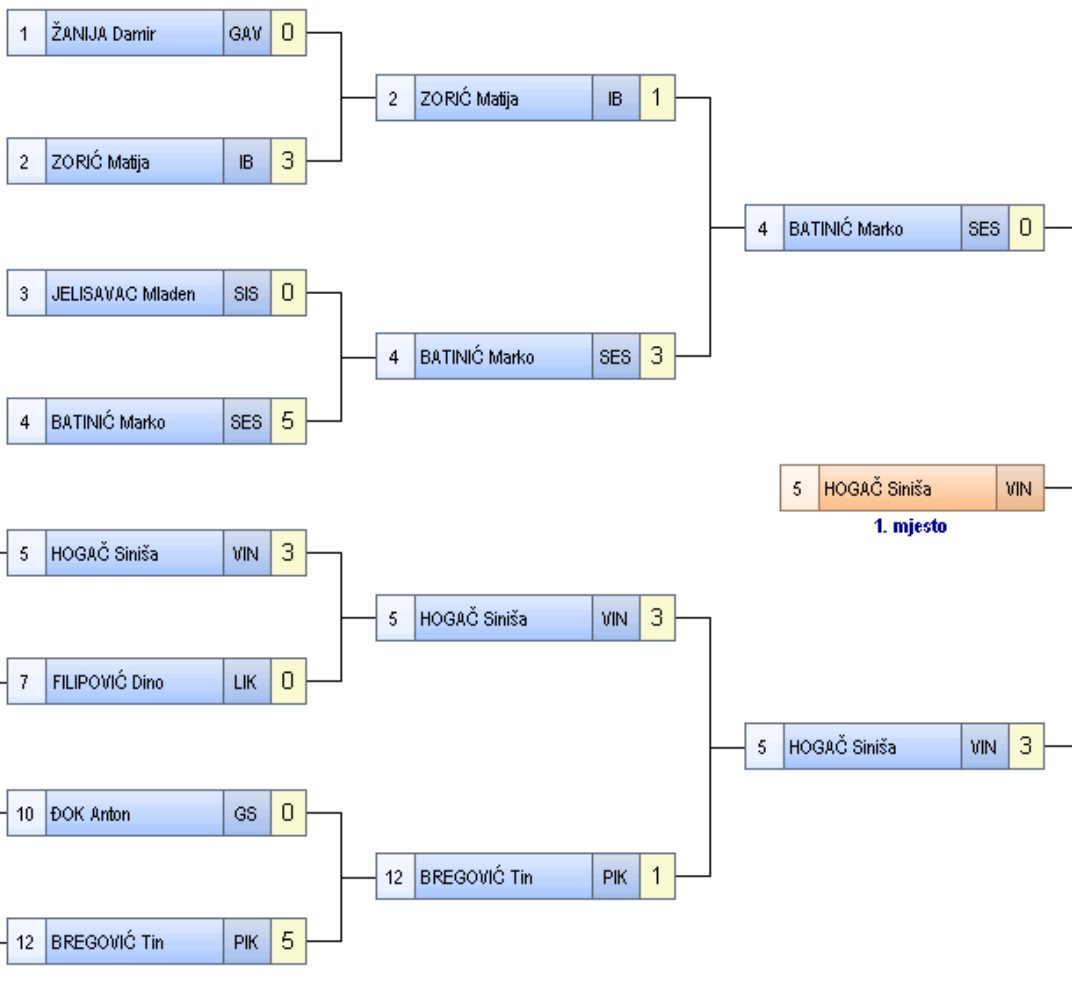 1 ŽANIJA Damir GAV 0
2 ZORIĆ Matija IB 1
2 ZORIĆ Matija IB 3
4 BATINIĆ Marko SES 0
3 JELISAVAC Mladen SIS 0
4 BATINIĆ Marko SES 3
4 BATINIĆ Marko SES 5
5 HOGAČ Siniša VIN
1. mjesto
5 HOGAČ Siniša VIN 3
5 HOGAČ Siniša VIN 3
7 FILIPOVIĆ Dino LIK 0
5 HOGAČ Siniša VIN 3
10 ĐOK Anton GS 0
12 BREGOVIĆ Tin PIK 1
12 BREGOVIĆ Tin PIK 5